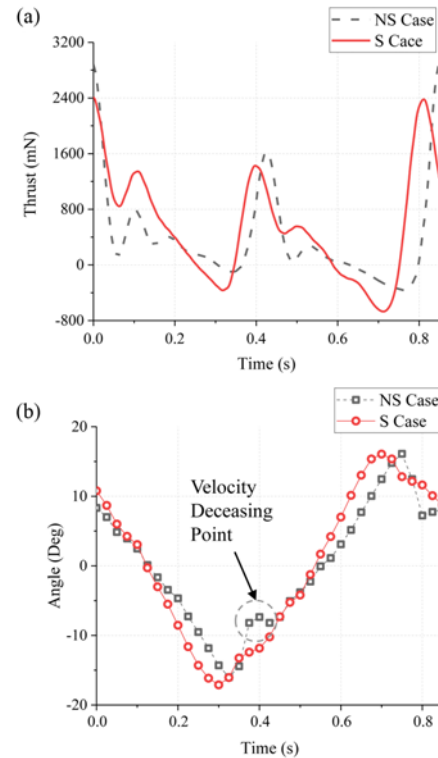 (a)
NS Case
S Cace
3200
2400
1600
800
0
-800
Thrust (mN)
0.0 0.2 0.4 0.6 0.8
Time (s)
(b)
NS Case
S Case
20
10
0
-10
-20
Angle (Deg)
Velocity
Deceasing
Point
0.0 0.2 0.4 0.6 0.8
Time (s)